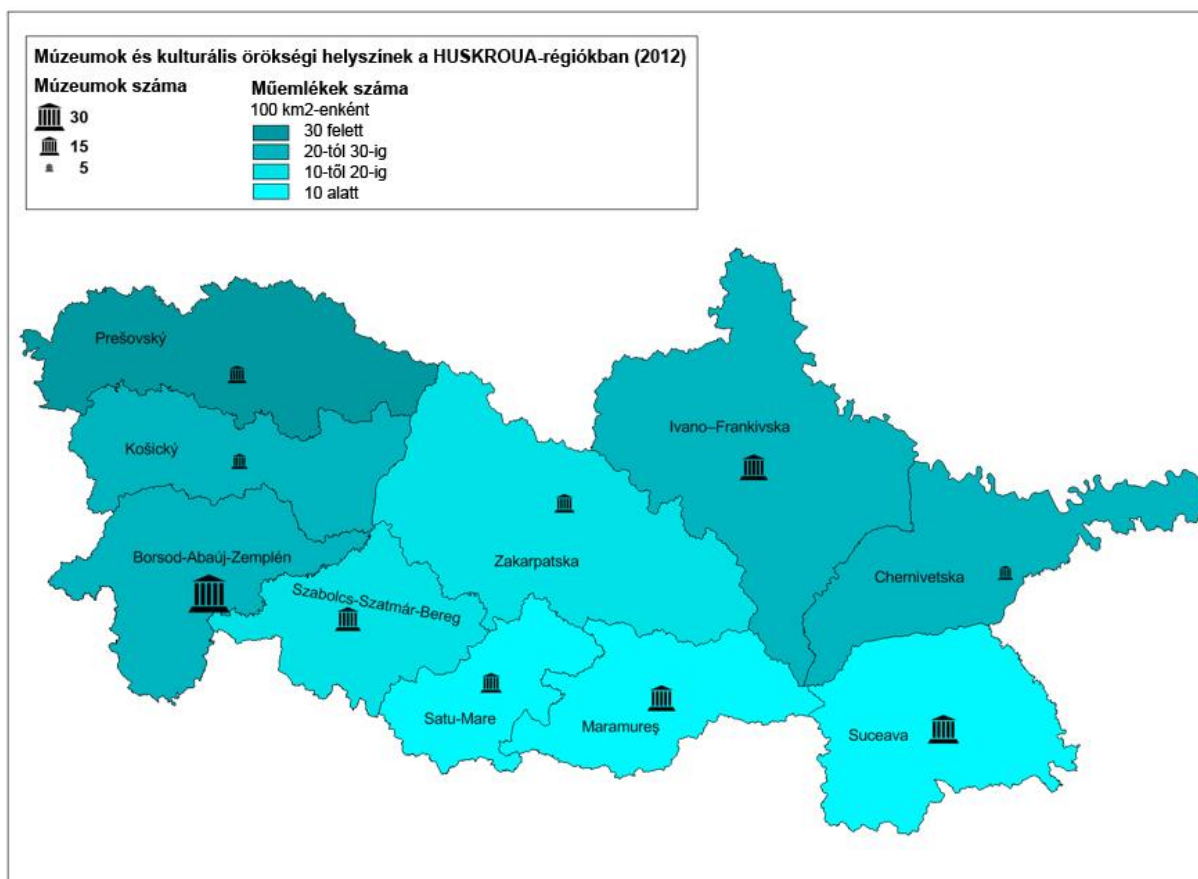 Múzeumok és kulturális örökségi helyszínek a HUSKROUA-régiókban (2012)
Múzeumok száma
30
15
5
Műemlékek száma
100 km2-enként
30 felett
20-tól 30-ig
10-től 20-ig
10 alatt
Prešovský
Košický
Ivano–Frankivska
Borsod-Abaúj-Zemplén
Zakarpatska
Chernivetska
Szabolcs-Szatmár-Bereg
Satu-Mare
Maramureş
Suceava